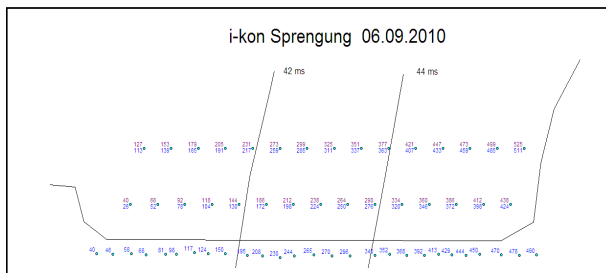 i-kon Sprengung 06.09.2010
42 ms
44 ms
127 153 179 205 231 273 299 325 351 377 421 447 473 499 525
113 139 165 191 217 259 285 311 337 363 407 433 459 485 511
40 66 92 118 144 186 212 238 264 290 334 360 386 412 438
26 52 78 104 130 172 198 224 250 276 320 346 372 398 424
40 46 58 66 81 96 117 124 150 195 208 230 244 265 270 296 340 352 368 392 413 429 444 450 470 478 490